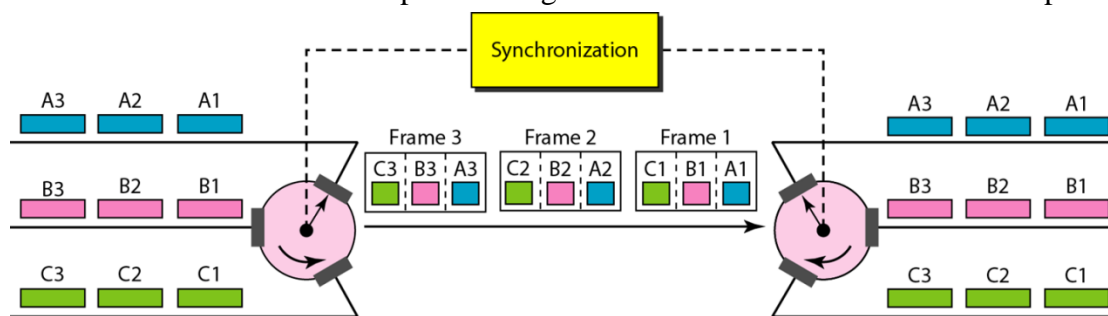 Synchronization
A3 A2 A1
A3 A2 A1
Frame 3 Frame 2 Frame 1
C3 B3 A3 C2 B2 A2 C1 B1 A1
B3 B2 B1
B3 B2 B1
C3 C2 C1
C3 C2 C1